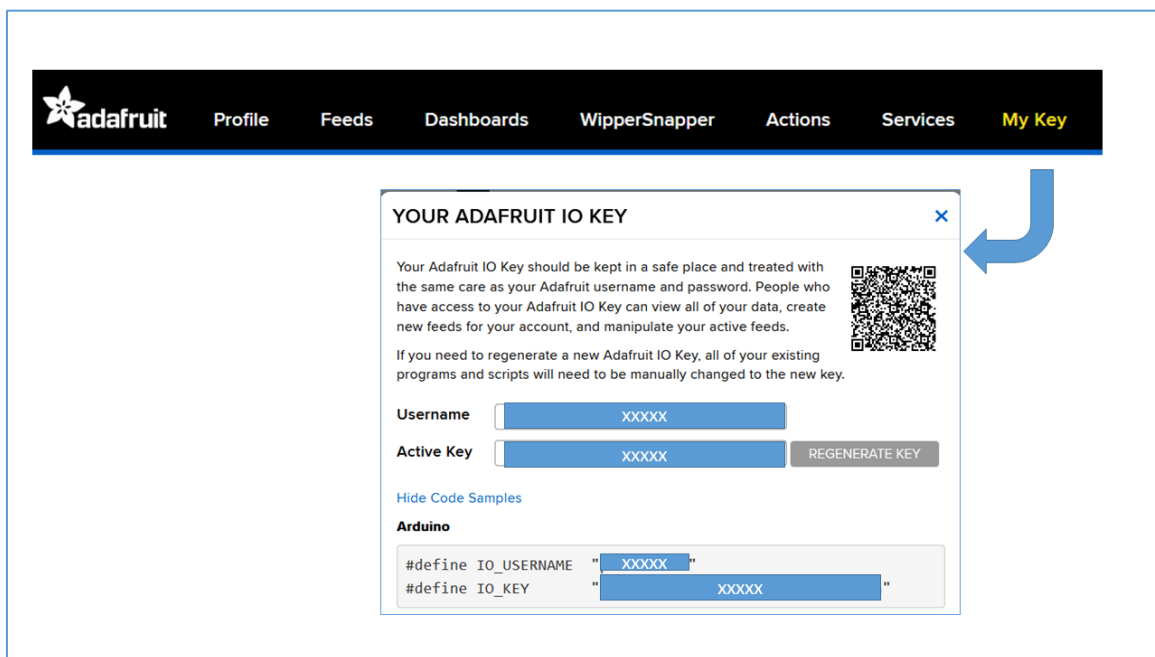 adafruit Profile Feeds Dashboards WipperSnapper Actions Services My Key
YOUR ADAFRUIT IO KEY ×
Your Adafruit IO Key should be kept in a safe place and treated with
the same care as your Adafruit username and password. People who
have access to your Adafruit IO Key can view all of your data, create
new feeds for your account, and manipulate your active feeds.
If you need to regenerate a new Adafruit IO Key, all of your existing
programs and scripts will need to be manually changed to the new key.
Username XXXXX
Active Key XXXXX REGENERATE KEY
Hide Code Samples
Arduino
#define IO_USERNAME "XXXXX"
#define IO_KEY "XXXXX"